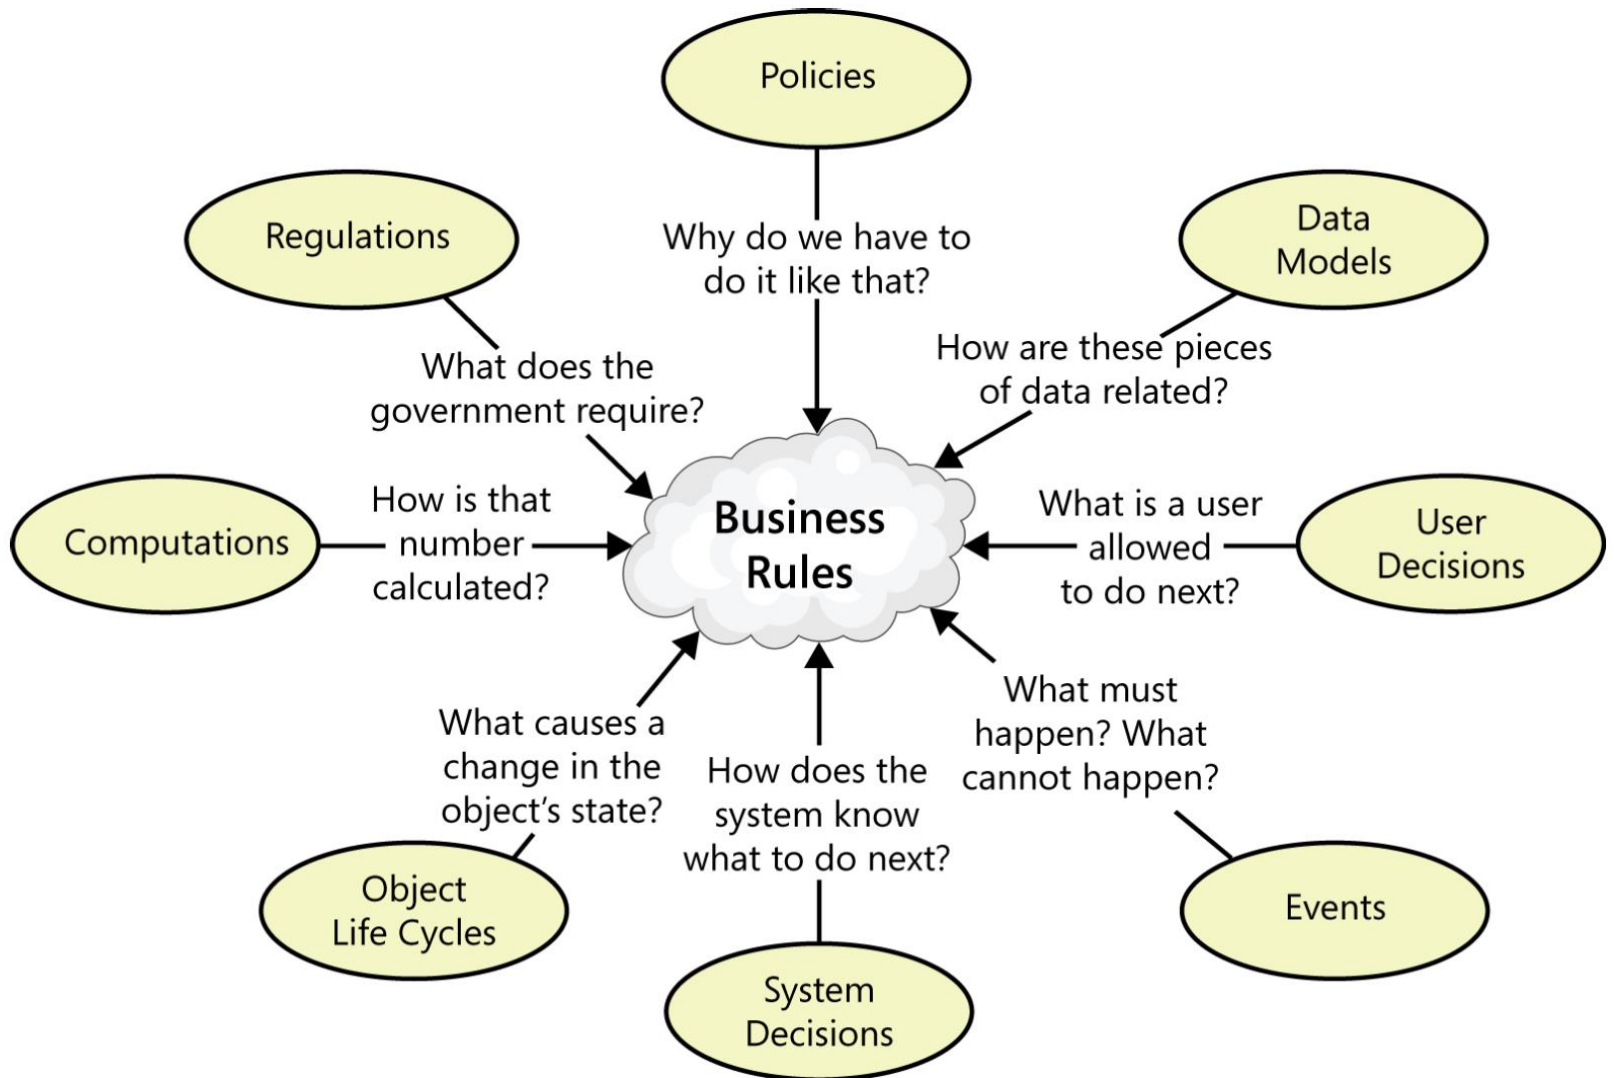 Policies
Why do we have to
do it like that?
Regulations
What does the
government require?
Data
Models
How are these pieces
of data related?
Computations
How is that
number
calculated?
Business
Rules
What is a user
allowed
to do next?
User
Decisions
What causes a
change in the
object's state?
Object
Life Cycles
How does the
system know
what to do next?
System
Decisions
What must
happen? What
cannot happen?
Events